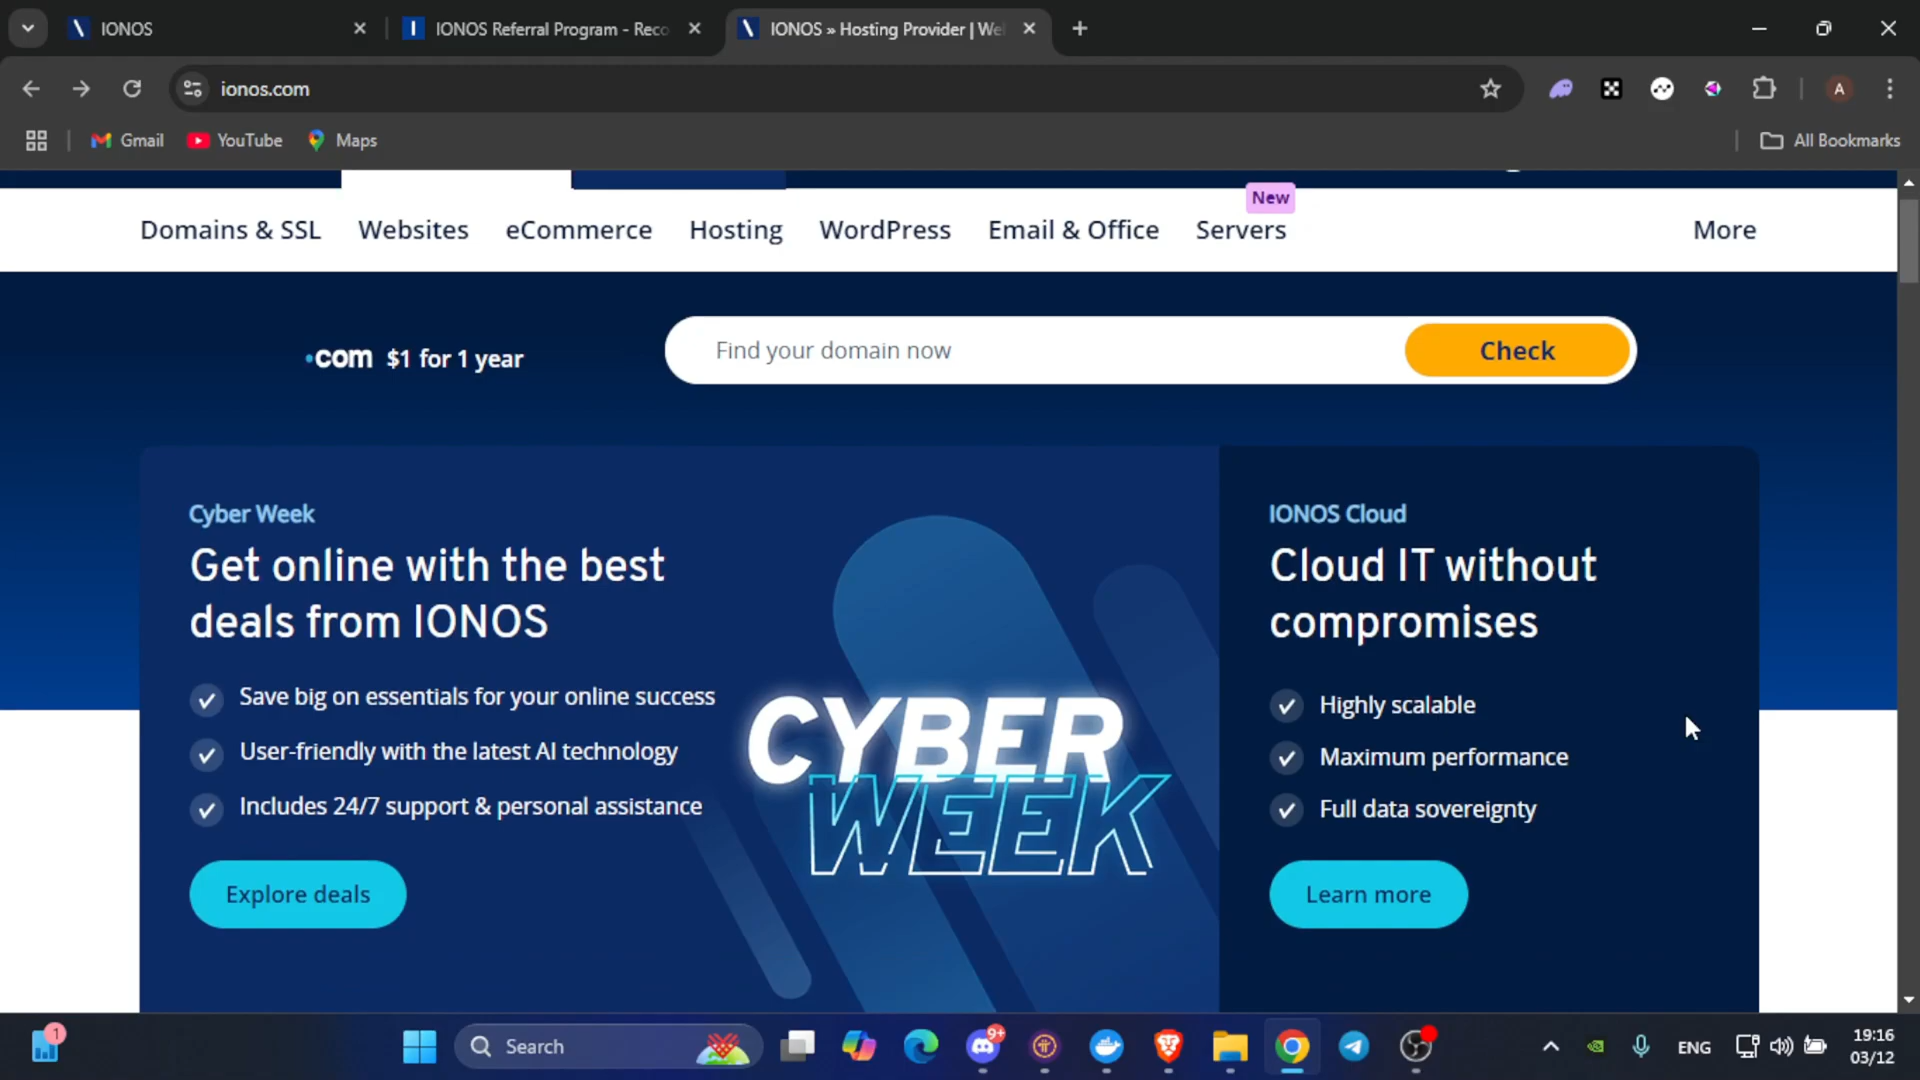 IONOS
IONOS Referral Program - Reco
IONOS » Hosting Provider | We
ionos.com
A
Gmail
YouTube
Maps
All Bookmarks
New
Domains & SSL
Websites
eCommerce
Hosting
WordPress
Email & Office
Servers
More
•com $1 for 1 year
Find your domain now
Check
Cyber Week
Get online with the best
deals from IONOS
Save big on essentials for your online success
User-friendly with the latest AI technology
Includes 24/7 support & personal assistance
Explore deals
CYBER
WEEK
IONOS Cloud
Cloud IT without
compromises
Highly scalable
Maximum performance
Full data sovereignty
Learn more
1
Search
9+
ENG
19:16
03/12